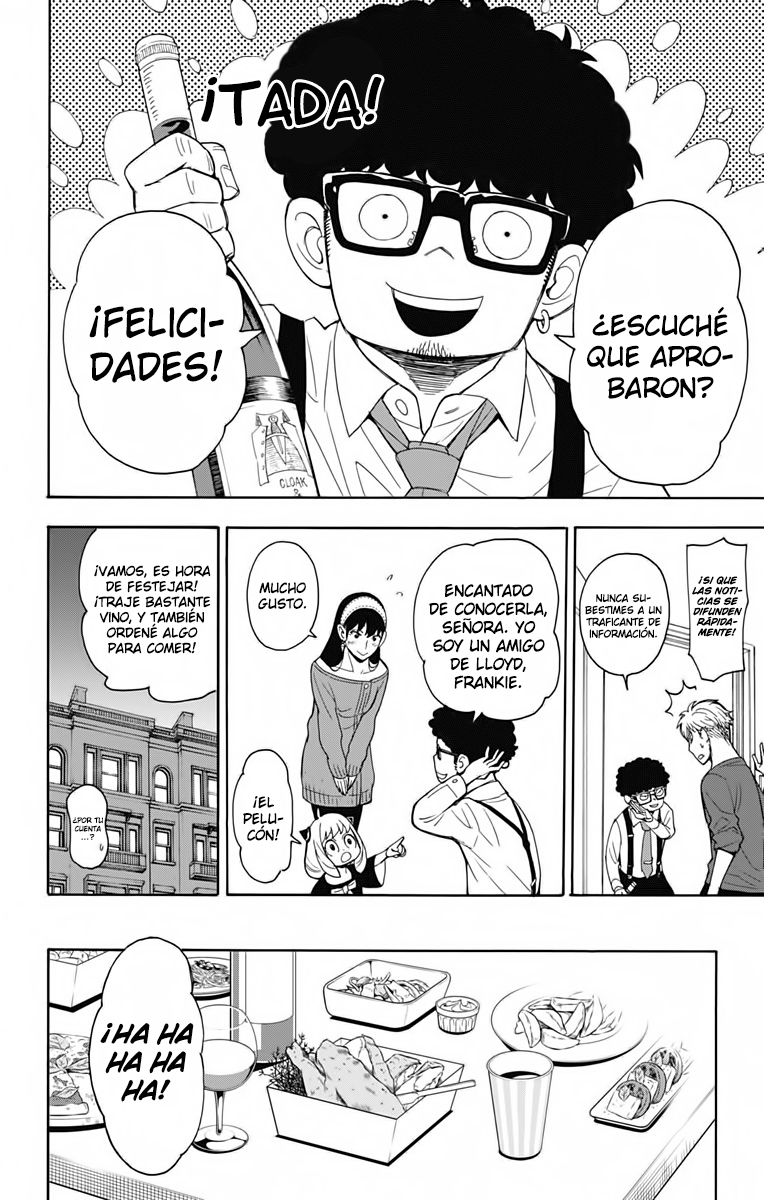 ¡TADA!
¿ESCUCHÉ
QUE APRO-
BARON?
¡FELICI-
DADES!
CLOAK
&
¡SI QUE
LAS NOTI-
CIAS SE
DIFUNDEN
RÁPIDA-
MENTE!
NUNCA SU-
BESTIMES A UN
TRAFICANTE DE
INFORMACIÓN.
ENCANTADO
DE CONOCERLA,
SEÑORA. YO
SOY UN AMIGO
DE LLOYD,
FRANKIE.
MUCHO
GUSTO.
¡EL
PELU-
CÓN!
¡VAMOS, ES HORA
DE FESTEJAR!
¡TRAJE BASTANTE
VINO, Y TAMBIÉN
ORDENÉ ALGO
PARA COMER!
¿POR TU
CUENTA
...?
¡HA HA
HA HA
HA!